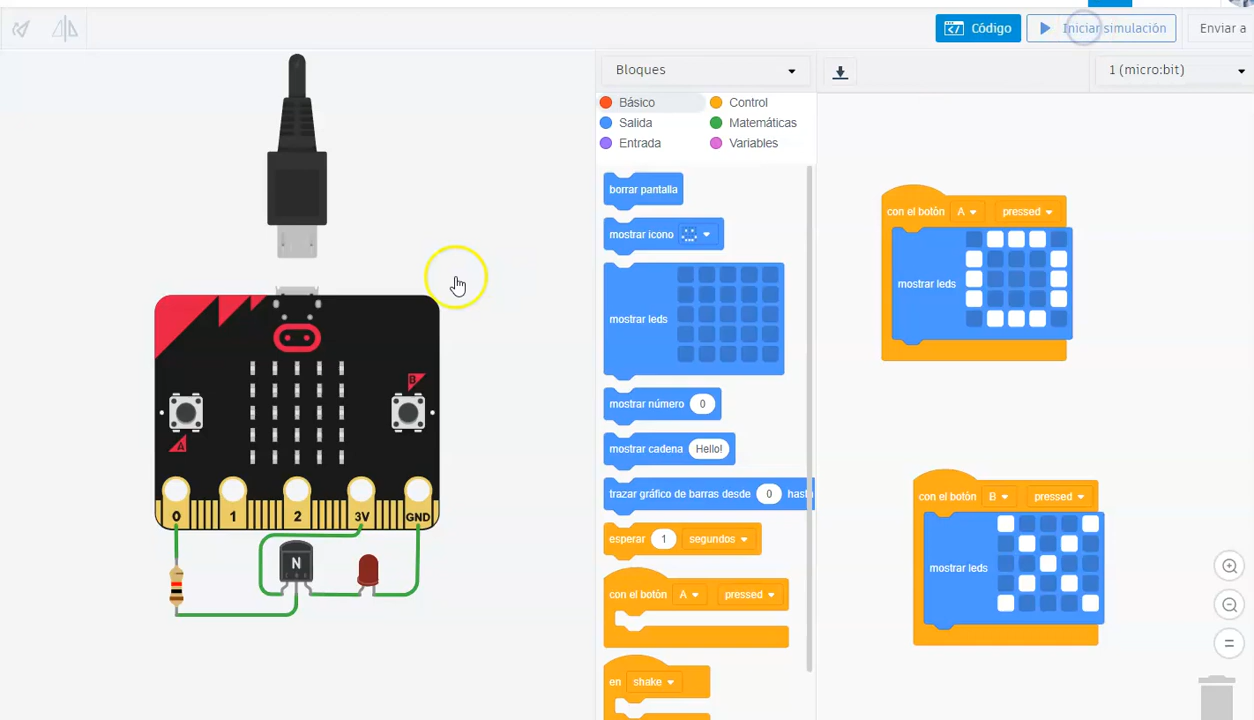 Código
Iniciar simulación
Enviar a
Bloques
1 (micro:bit)
Básico
Control
Salida
Matemáticas
Entrada
Variables
borrar pantalla
mostrar icono
mostrar leds
mostrar número 0
mostrar cadena Hello!
trazar gráfico de barras desde 0 hast
esperar 1 segundos
con el botón A pressed
en shake
con el botón A pressed
mostrar leds
con el botón B pressed
mostrar leds
A
B
0 1 2 3V GND
N